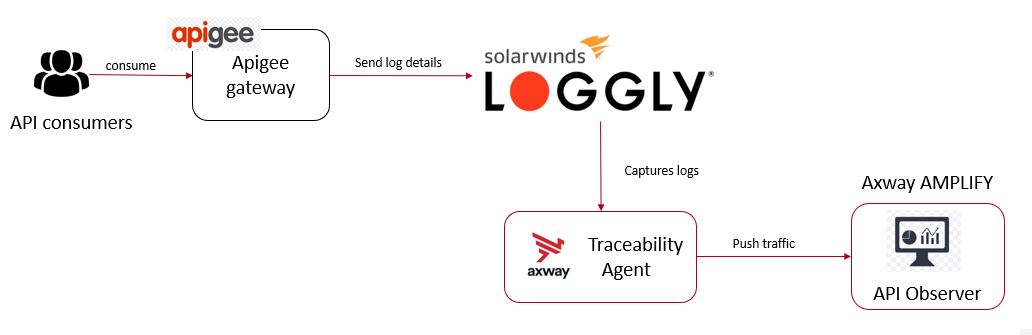 apigee
solarwinds
consume
Apigee
gateway
Send log details
LOGGLY®
API consumers
Captures logs
Axway AMPLIFY
axway
Traceability
Agent
Push traffic
API Observer